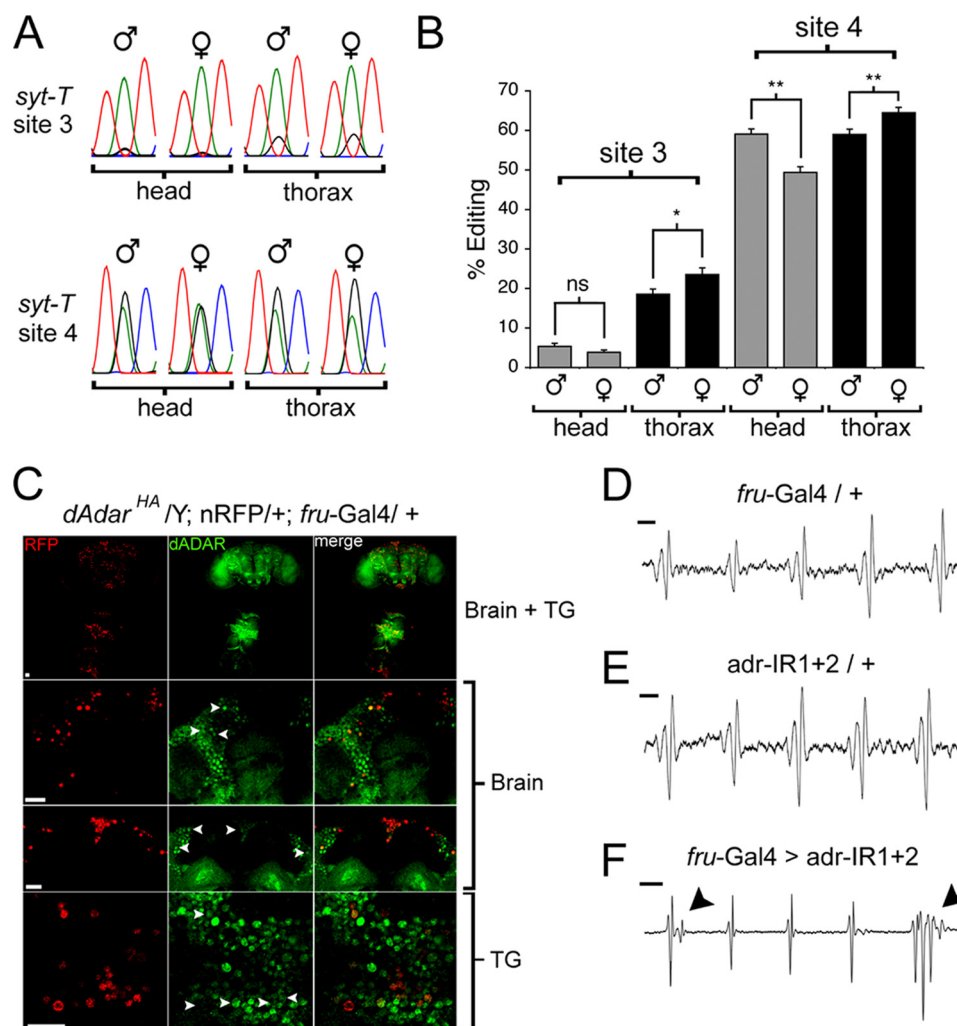 A
♂ ♀ ♂ ♀
syt-T
site 3
head thorax
♂ ♀ ♂ ♀
syt-T
site 4
head thorax
B
site 4
** **
site 3
*
ns
% Editing
70
60
50
40
30
20
10
0
♂ ♀ ♂ ♀ ♂ ♀ ♂ ♀
head thorax head thorax
C
dAdar HA /Y; nRFP/+; fru-Gal4/ +
RFP dADAR merge
Brain + TG
Brain
TG
D
fru-Gal4 / +
E
adr-IR1+2 / +
F
fru-Gal4 > adr-IR1+2